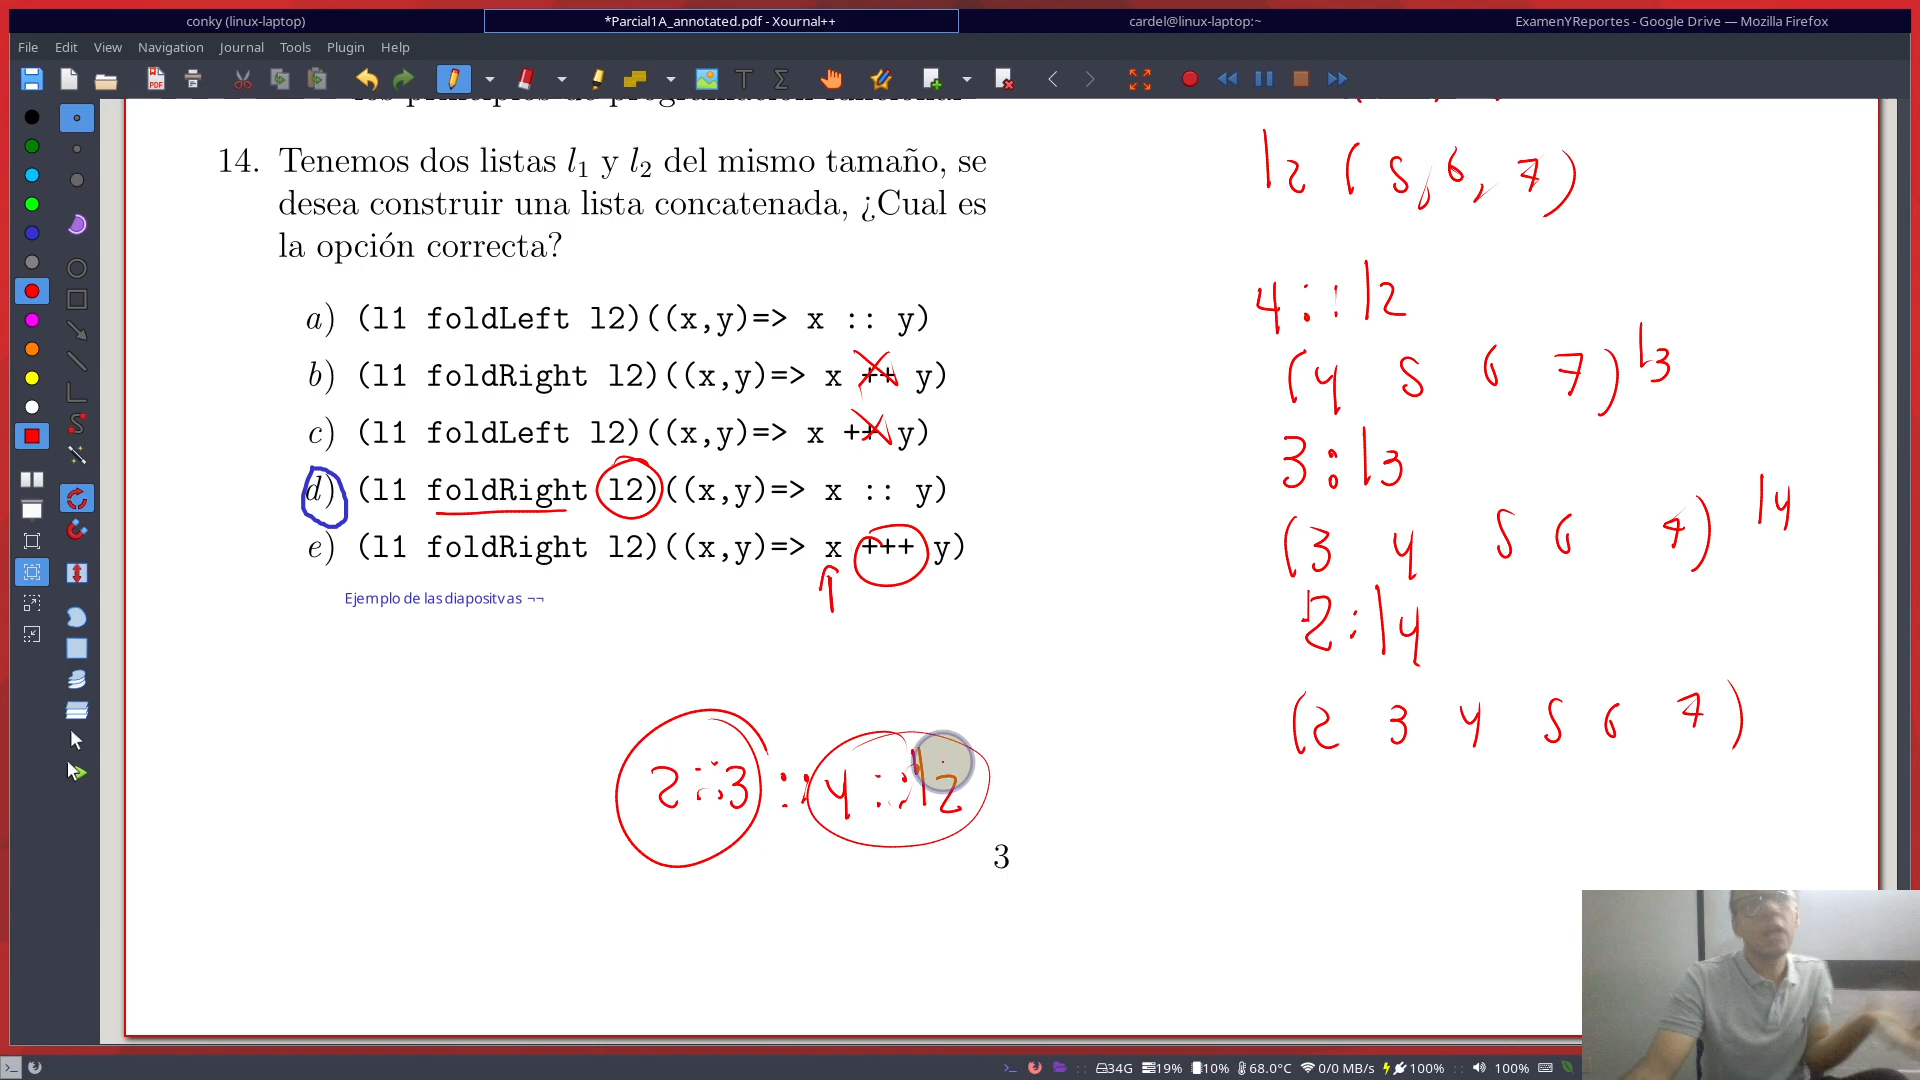 conky (linux-laptop)
*Parcial1A_annotated.pdf - Xournal++
cardel@linux-laptop:~
ExamenYReportes - Google Drive — Mozilla Firefox
File Edit View Navigation Journal Tools Plugin Help
14. Tenemos dos listas l1 y l2 del mismo tamaño, se
desea construir una lista concatenada, ¿Cual es
la opción correcta?
a) (l1 foldLeft l2)((x,y)=> x :: y)
b) (l1 foldRight l2)((x,y)=> x ++ y)
c) (l1 foldLeft l2)((x,y)=> x ++ y)
d) (l1 foldRight l2)((x,y)=> x :: y)
e) (l1 foldRight l2)((x,y)=> x +++ y)
Ejemplo de las diapositvas ¬¬
2 :: 3 :: 4 :: l2
3
l2 (5, 6, 7)
4 :: l2
(4 5 6 7) l3
3 : l3
(3 4 5 6 7) l4
2 : l4
(2 3 4 5 6 7)
34G 19% 10% 68.0°C 0/0 MB/s 100% 100%